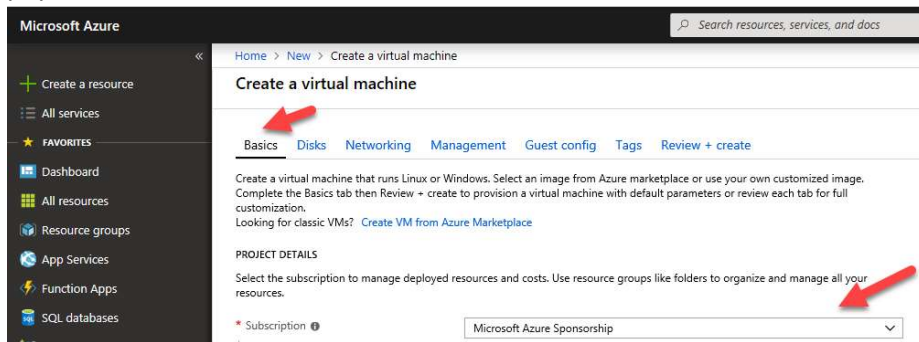 Microsoft Azure
Search resources, services, and docs
«
Home > New > Create a virtual machine
Create a resource
Create a virtual machine
All services
FAVORITES
Basics Disks Networking Management Guest config Tags Review + create
Dashboard
Create a virtual machine that runs Linux or Windows. Select an image from Azure marketplace or use your own customized image.
Complete the Basics tab then Review + create to provision a virtual machine with default parameters or review each tab for full
customization.
All resources
Looking for classic VMs? Create VM from Azure Marketplace
Resource groups
App Services
PROJECT DETAILS
Function Apps
Select the subscription to manage deployed resources and costs. Use resource groups like folders to organize and manage all your
resources.
SQL databases
* Subscription
Microsoft Azure Sponsorship